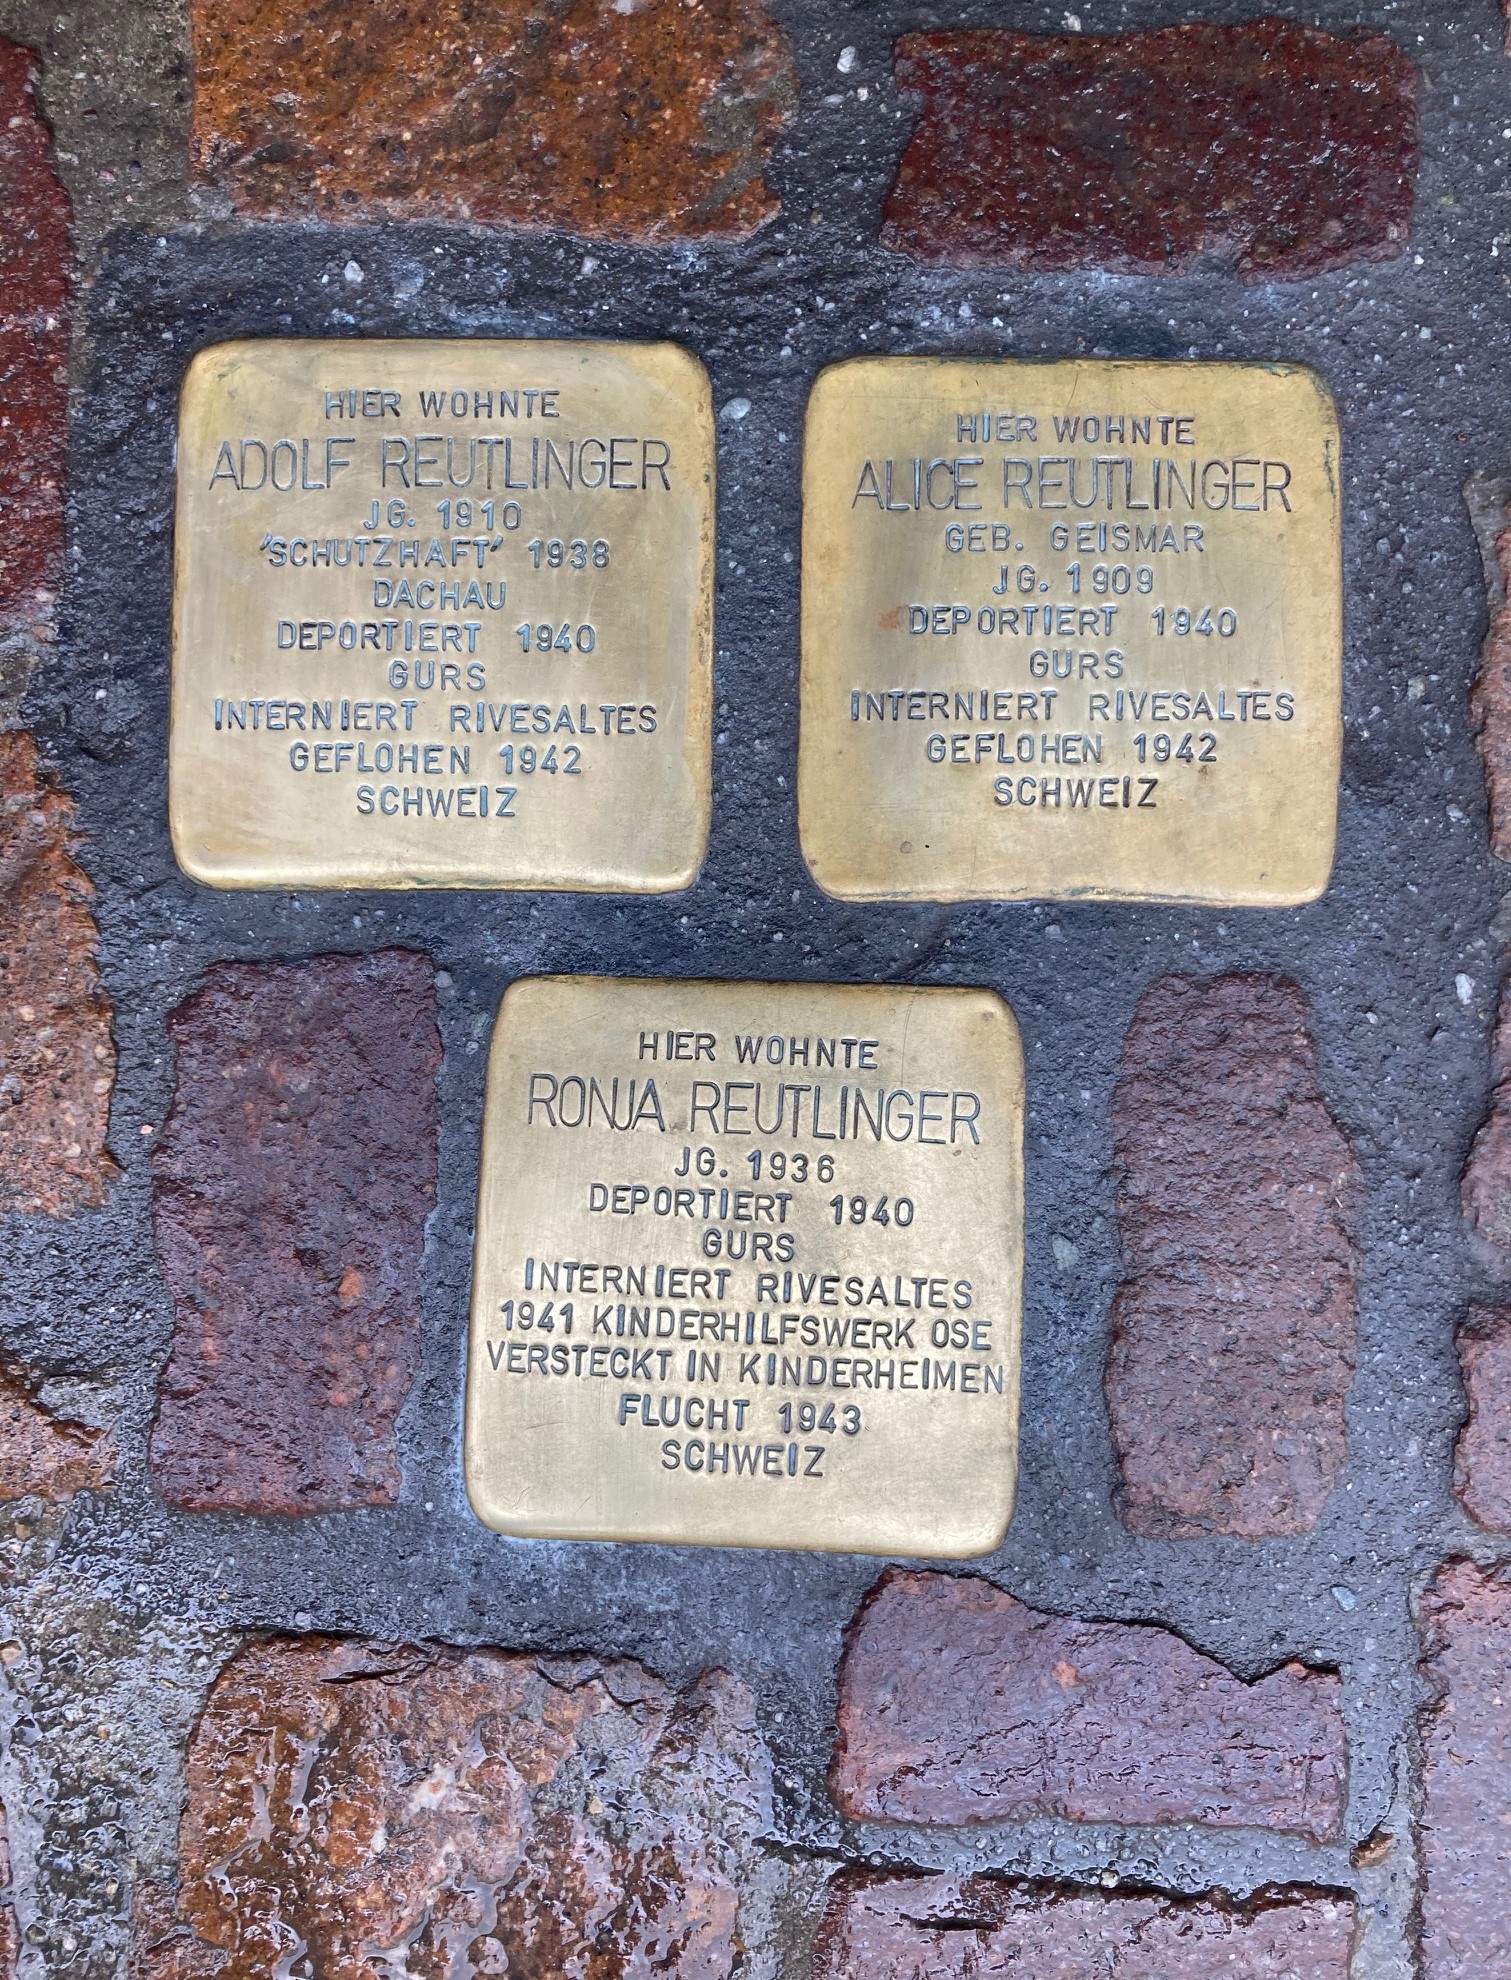 HIER WOHNTE
ADOLF REUTLINGER
JG. 1910
'SCHUTZHAFT' 1938
DACHAU
DEPORTIERT 1940
GURS
INTERNIERT RIVESALTES
GEFLOHEN 1942
SCHWEIZ
HIER WOHNTE
ALICE REUTLINGER
GEB. GEISMAR
JG. 1909
DEPORTIERT 1940
GURS
INTERNIERT RIVESALTES
GEFLOHEN 1942
SCHWEIZ
HIER WOHNTE
RONJA REUTLINGER
JG. 1936
DEPORTIERT 1940
GURS
INTERNIERT RIVESALTES
1941 KINDERHILFSWERK OSE
VERSTECKT IN KINDERHEIMEN
FLUCHT 1943
SCHWEIZ